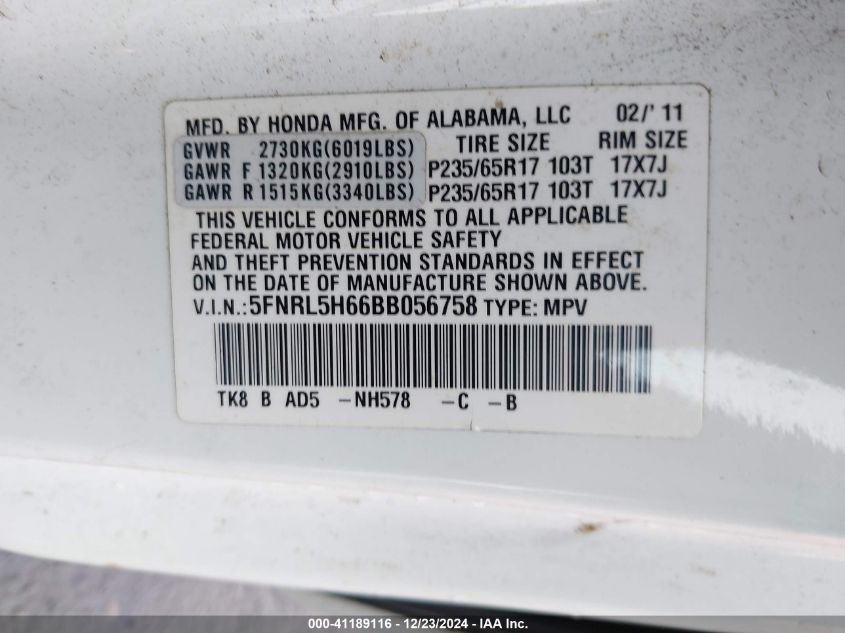 MFD. BY HONDA MFG. OF ALABAMA, LLC 02/'11
GVWR 2730KG(6019LBS) TIRE SIZE RIM SIZE
GAWR F 1320KG(2910LBS) P235/65R17 103T 17X7J
GAWR R 1515KG(3340LBS) P235/65R17 103T 17X7J
THIS VEHICLE CONFORMS TO ALL APPLICABLE
FEDERAL MOTOR VEHICLE SAFETY
AND THEFT PREVENTION STANDARDS IN EFFECT
ON THE DATE OF MANUFACTURE SHOWN ABOVE.
V.I.N.:5FNRL5H66BB056758 TYPE: MPV
TK8 B AD5 -NH578 -C -B
000-41189116 - 12/23/2024 - IAA Inc.